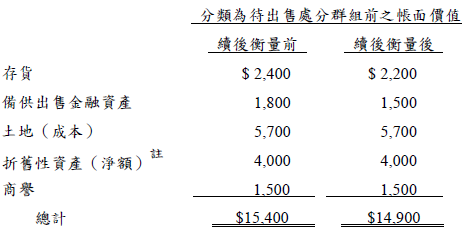 分類為待出售處分群組前之帳面價值
續後衡量前 續後衡量後
存貨 $ 2,400 $ 2,200
備供出售金融資產 1,800 1,500
土地（成本） 5,700 5,700
折舊性資產（淨額）註 4,000 4,000
商譽 1,500 1,500
總計 $15,400 $14,900